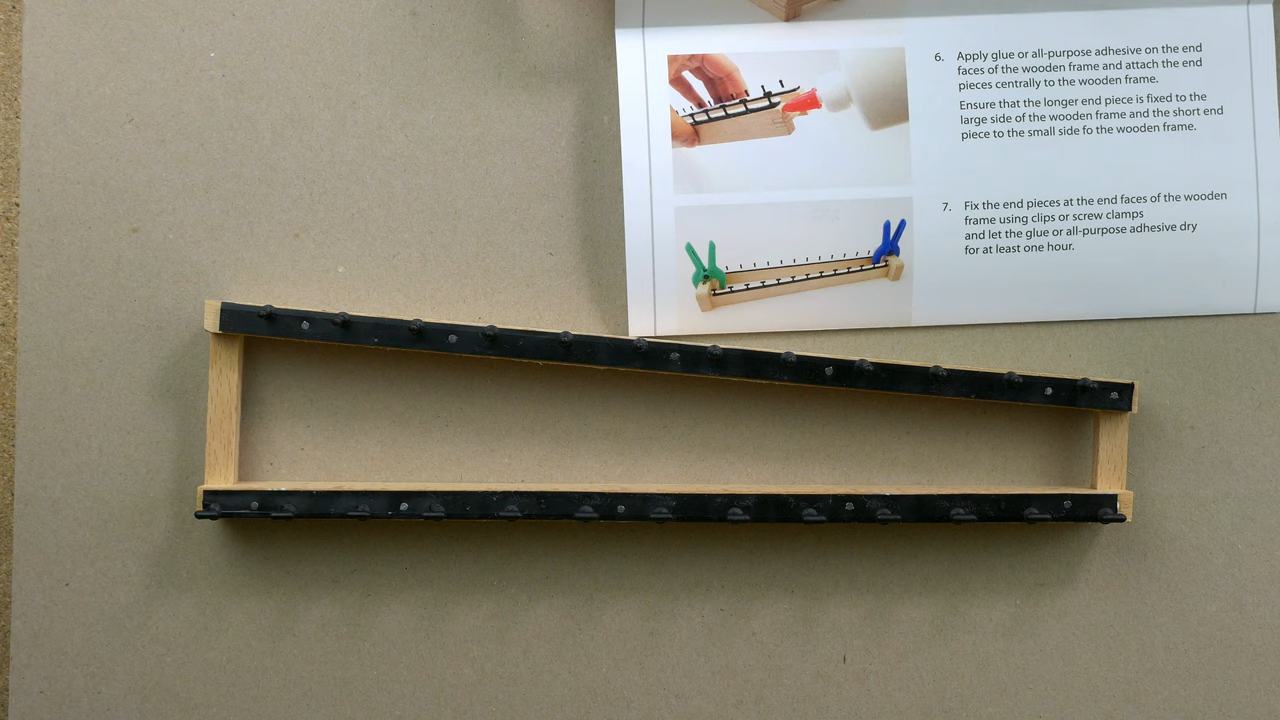 6. Apply glue or all-purpose adhesive on the end
faces of the wooden frame and attach the end
pieces centrally to the wooden frame.
Ensure that the longer end piece is fixed to the
large side of the wooden frame and the short end
piece to the small side fo the wooden frame.
7. Fix the end pieces at the end faces of the wooden
frame using clips or screw clamps
and let the glue or all-purpose adhesive dry
for at least one hour.